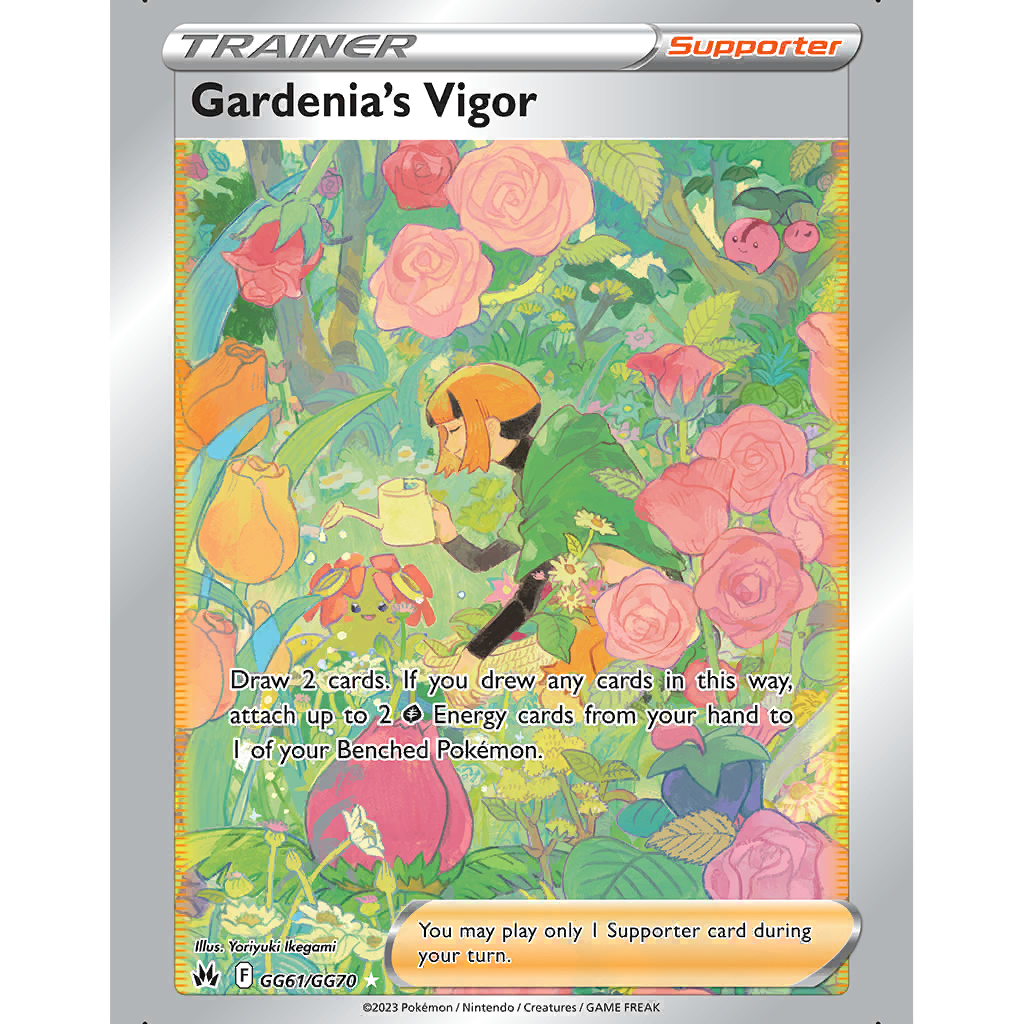 TRAINER Supporter
Gardenia's Vigor
Draw 2 cards. If you drew any cards in this way,
attach up to 2 Energy cards from your hand to
1 of your Benched Pokémon.
You may play only 1 Supporter card during
your turn.
Illus. Yoriyuki Ikegami
F GG61/GG70
©2023 Pokémon / Nintendo / Creatures / GAME FREAK